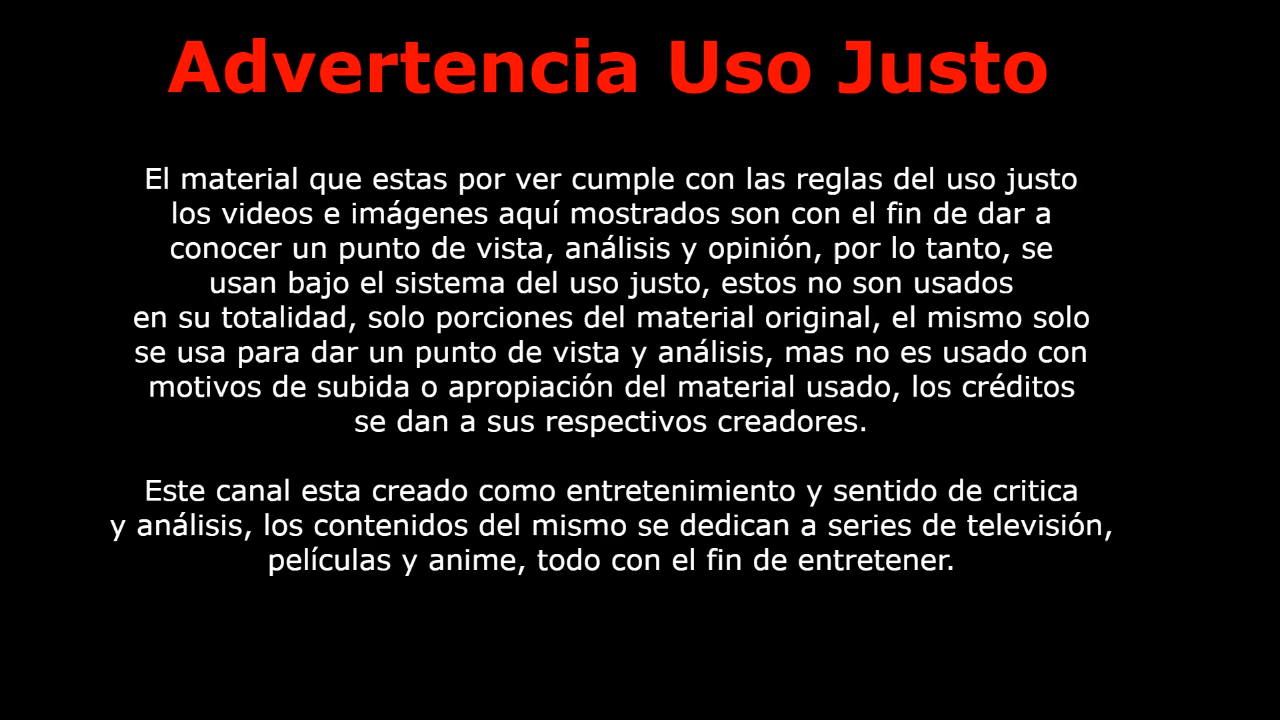 Advertencia Uso Justo
El material que estas por ver cumple con las reglas del uso justo
los videos e imágenes aquí mostrados son con el fin de dar a
conocer un punto de vista, análisis y opinión, por lo tanto, se
usan bajo el sistema del uso justo, estos no son usados
en su totalidad, solo porciones del material original, el mismo solo
se usa para dar un punto de vista y análisis, mas no es usado con
motivos de subida o apropiación del material usado, los créditos
se dan a sus respectivos creadores.
Este canal esta creado como entretenimiento y sentido de critica
y análisis, los contenidos del mismo se dedican a series de televisión,
películas y anime, todo con el fin de entretener.